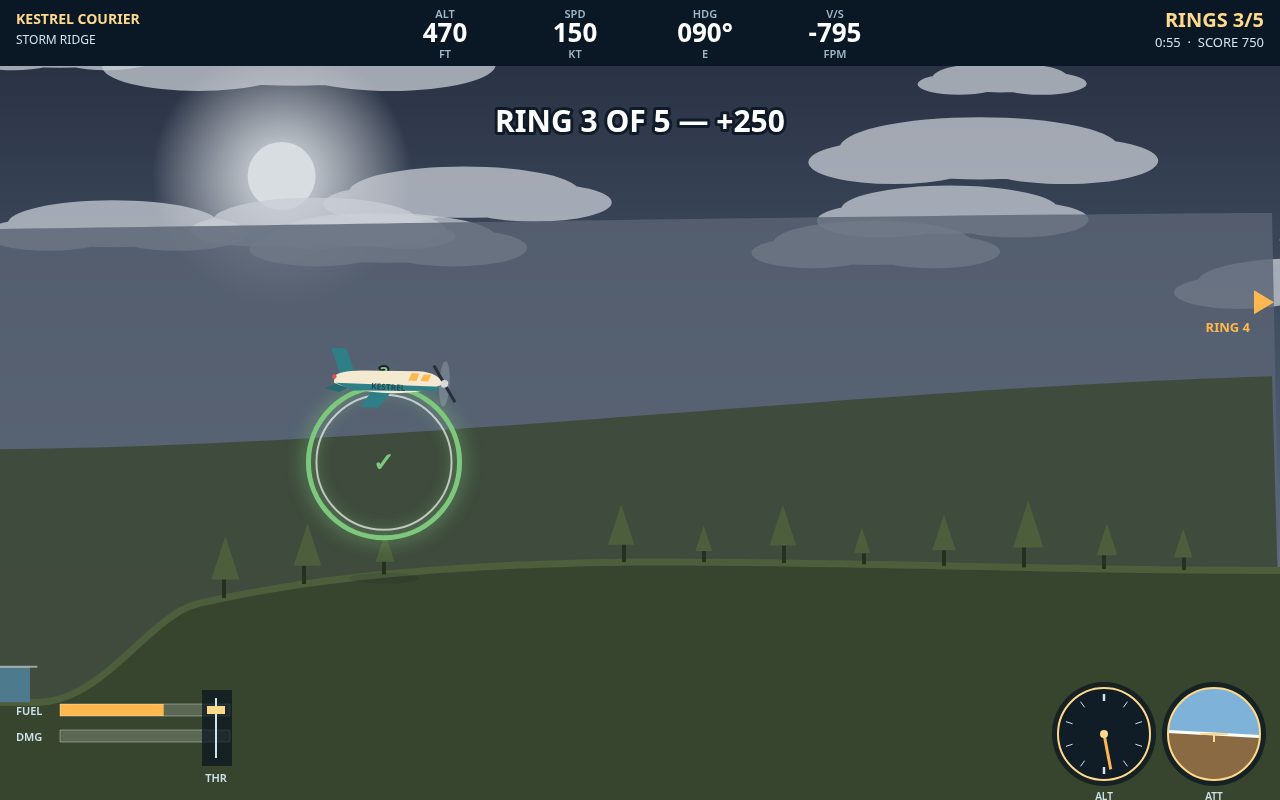 KESTREL COURIER
STORM RIDGE
ALT
470
FT
SPD
150
KT
HDG
090°
E
V/S
-795
FPM
RINGS 3/5
0:55 · SCORE 750
RING 3 OF 5 — +250
RING 4
KESTREL
✓
FUEL
DMG
THR
ALT
ATT